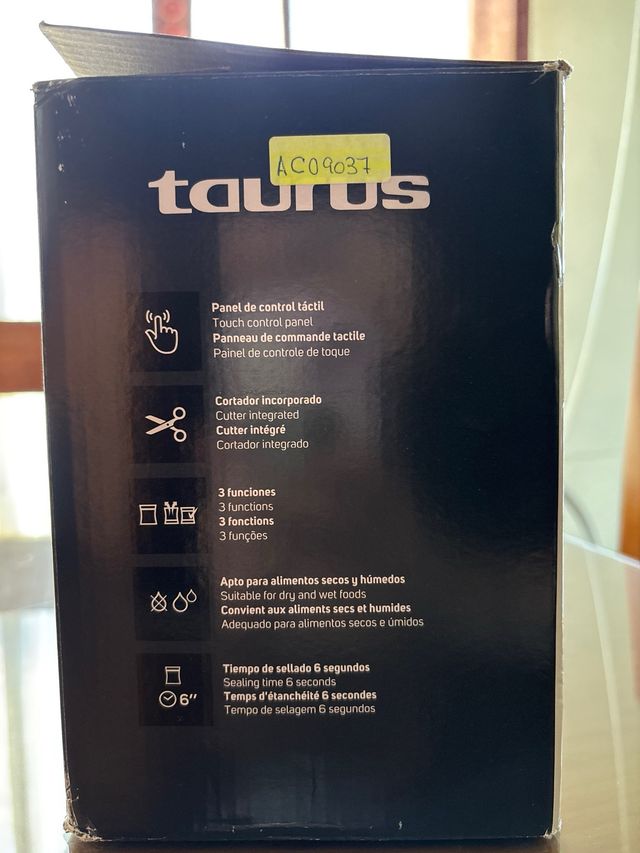 AC09037
taurus
Panel de control táctil
Touch control panel
Panneau de commande tactile
Painel de controle de toque
Cortador incorporado
Cutter integrated
Cutter intégré
Cortador integrado
3 funciones
3 functions
3 fonctions
3 funções
Apto para alimentos secos y húmedos
Suitable for dry and wet foods
Convient aux aliments secs et humides
Adequado para alimentos secos e úmidos
Tiempo de sellado 6 segundos
Sealing time 6 seconds
Temps d'étanchéité 6 secondes
Tempo de selagem 6 segundos
6''